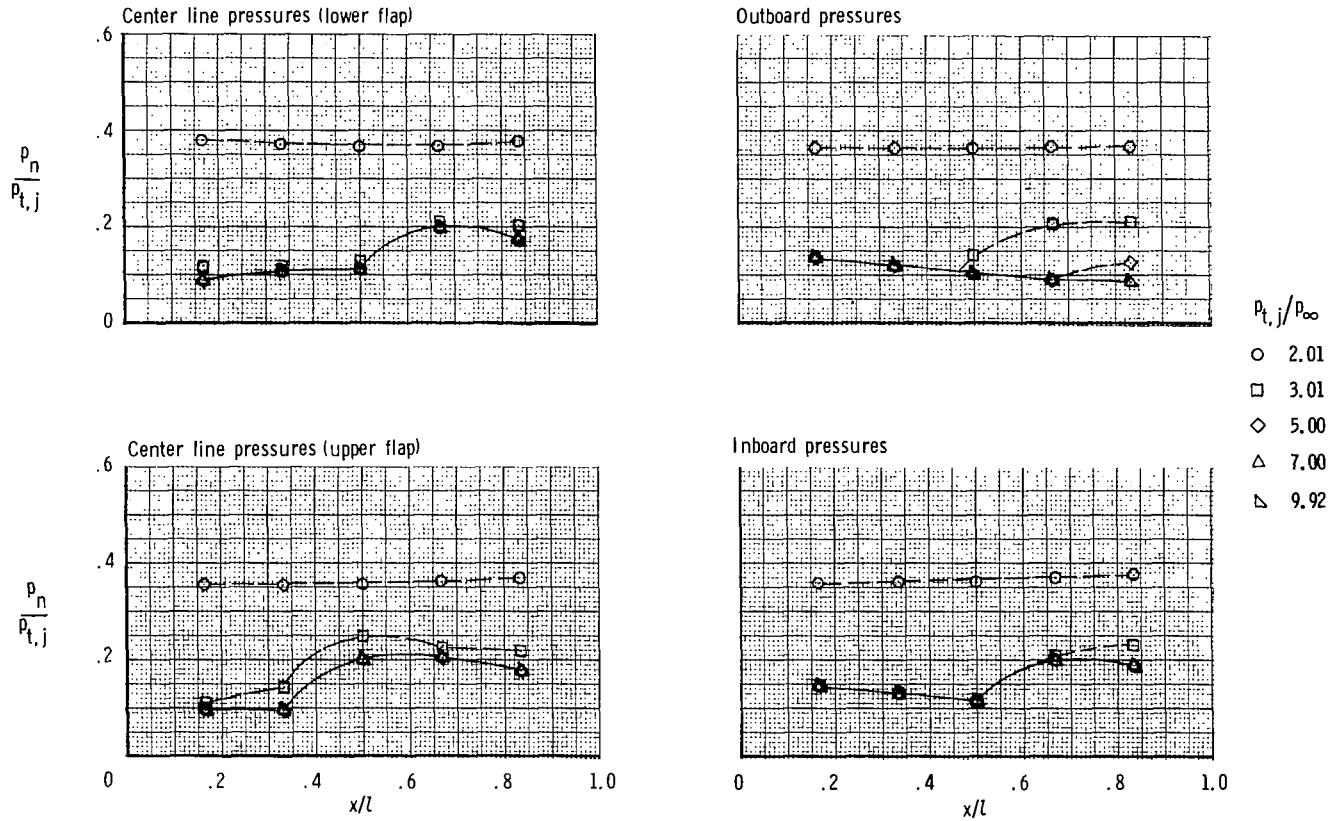 Center line pressures (lower flap)
.6
.4
.2
0
p_n
p_t,j
Outboard pressures
p_t,j/p_∞
2.01
3.01
5.00
7.00
9.92
Center line pressures (upper flap)
.6
.4
.2
0
p_n
p_t,j
0 .2 .4 .6 .8 1.0
x/l
Inboard pressures
0 .2 .4 .6 .8 1.0
x/l